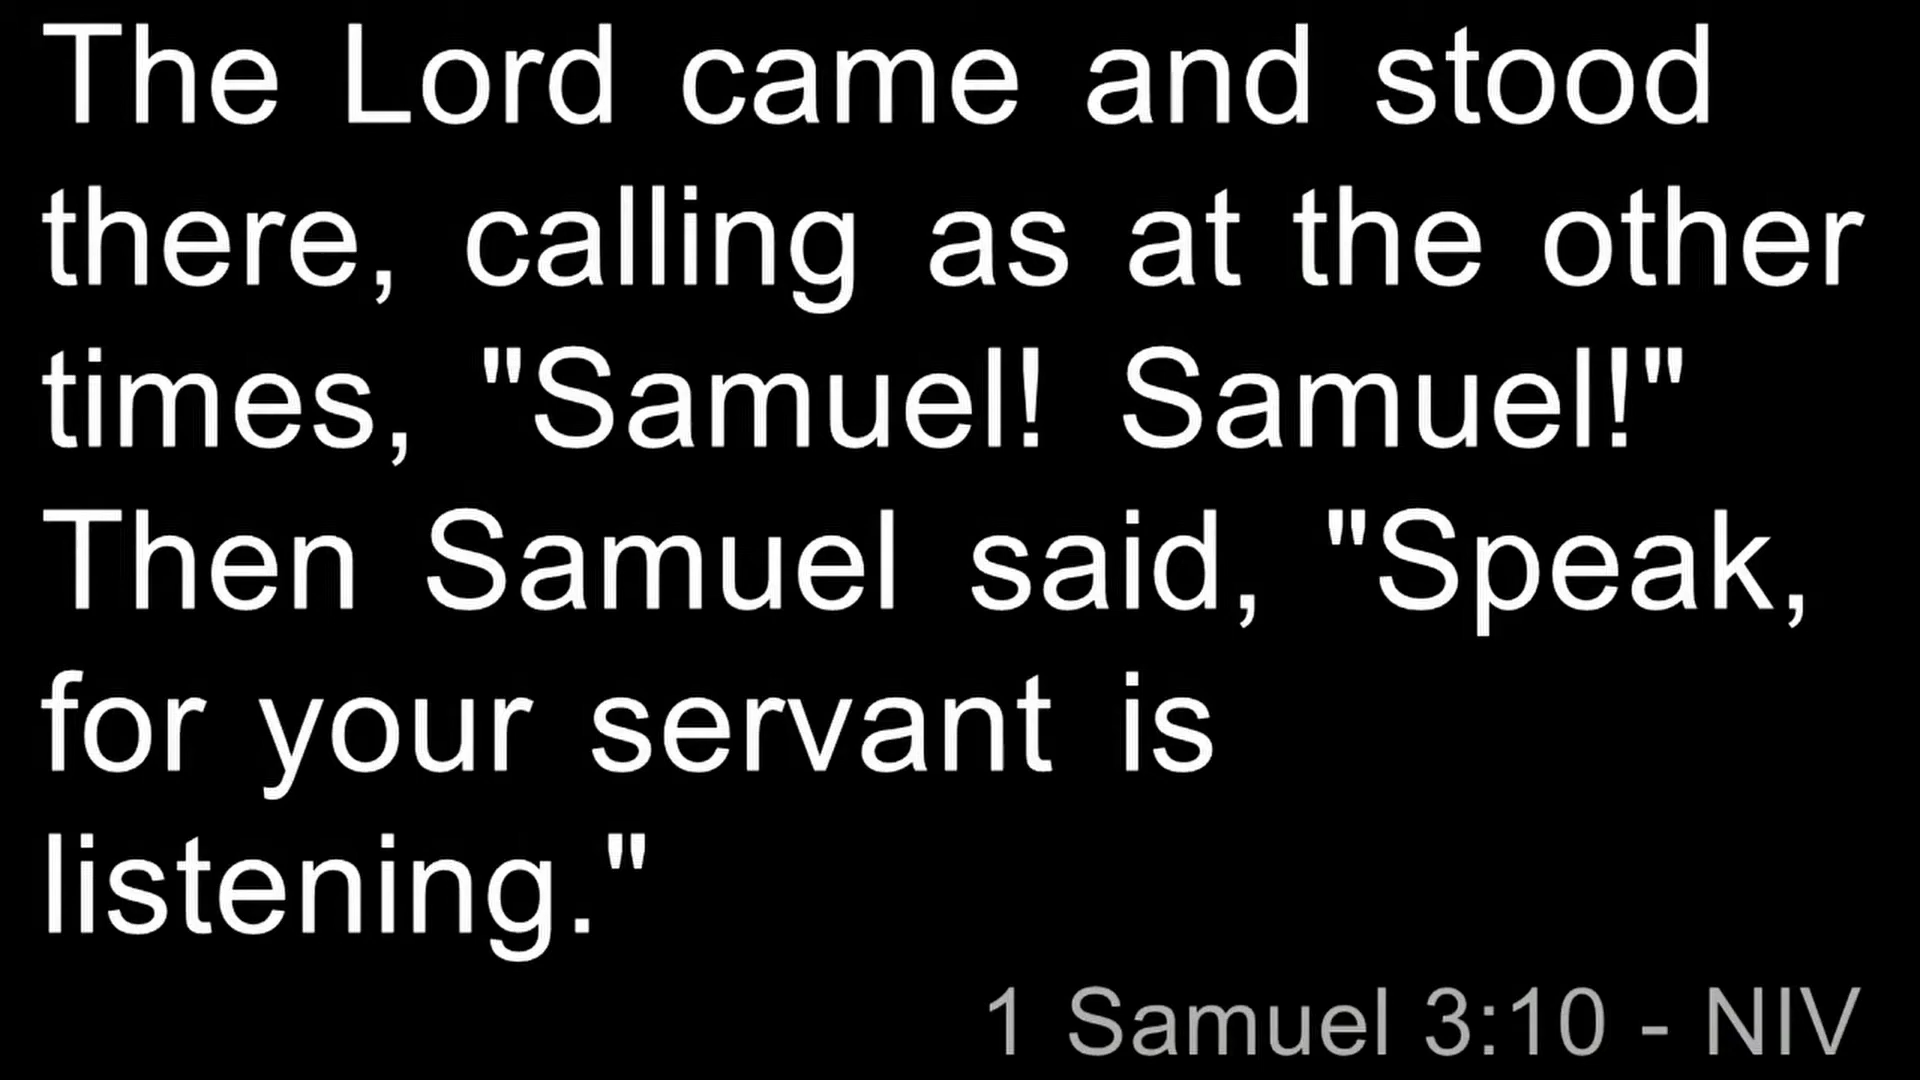 The Lord came and stood
there, calling as at the other
times, "Samuel! Samuel!"
Then Samuel said, "Speak,
for your servant is
listening."
1 Samuel 3:10 - NIV